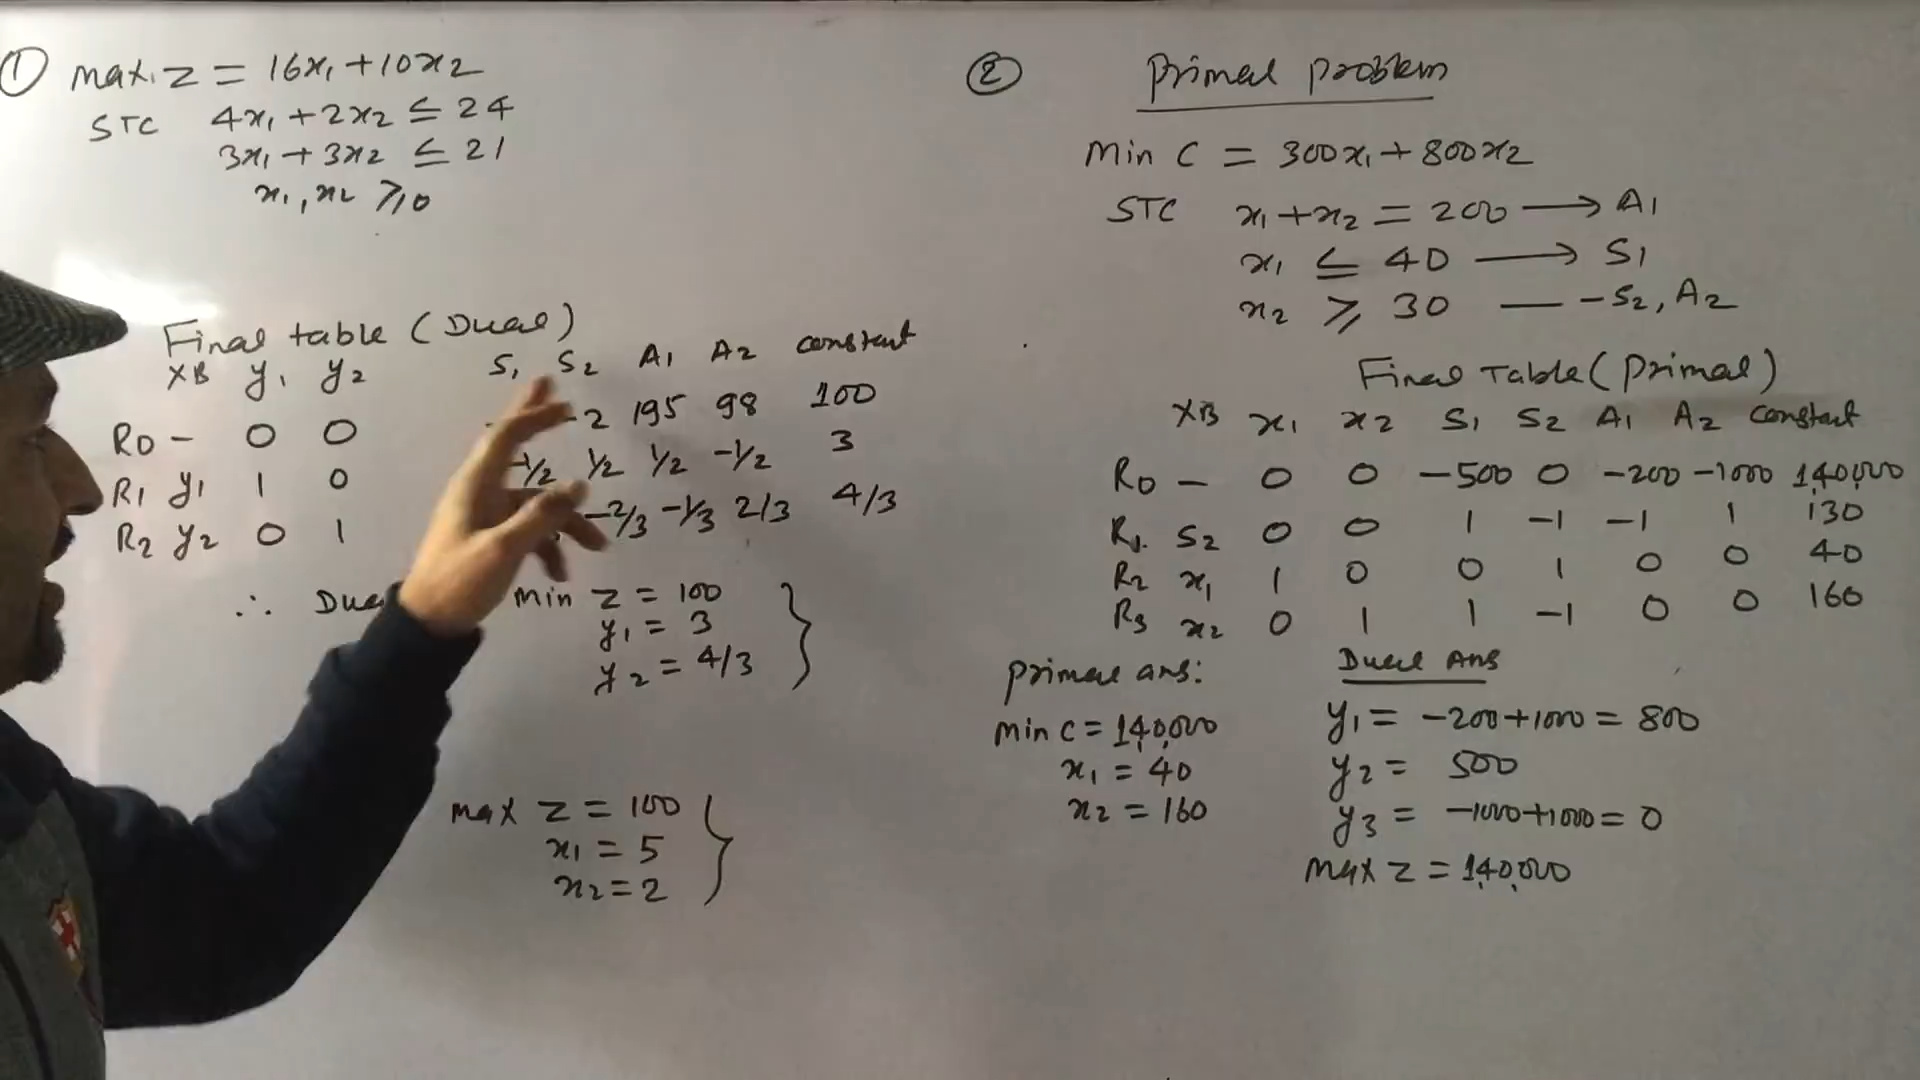 ① max. Z = 16x₁ + 10x₂
STC 4x₁ + 2x₂ ≤ 24
3x₁ + 3x₂ ≤ 21
x₁, x₂ ≥ 0
Final table (Dual)
XB y₁ y₂ S₁ S₂ A₁ A₂ constant
R0 – 0 0 -2 195 98 100
R1 y₁ 1 0 -1/2 1/2 1/2 -1/2 3
R2 y₂ 0 1 -2/3 -1/3 2/3 4/3
∴ min Z = 100
y₁ = 3
y₂ = 4/3
max Z = 100
x₁ = 5
x₂ = 2
② Primal problem
Min C = 300x₁ + 800x₂
STC x₁ + x₂ = 200 → A₁
x₁ ≤ 40 → S₁
x₂ ≥ 30 — -S₂, A₂
Final Table (Primal)
XB x₁ x₂ S₁ S₂ A₁ A₂ constant
R0 – 0 0 -500 0 -200 -1000 1,40,000
R1. S₂ 0 0 1 -1 -1 1 130
R2 x₁ 1 0 0 1 0 0 40
R3 x₂ 0 1 1 -1 0 0 160
primal ans:
min C = 1,40,000
x₁ = 40
x₂ = 160
Dual Ans
y₁ = -200+1000 = 800
y₂ = 500
y₃ = -1000+1000 = 0
max Z = 1,40,000